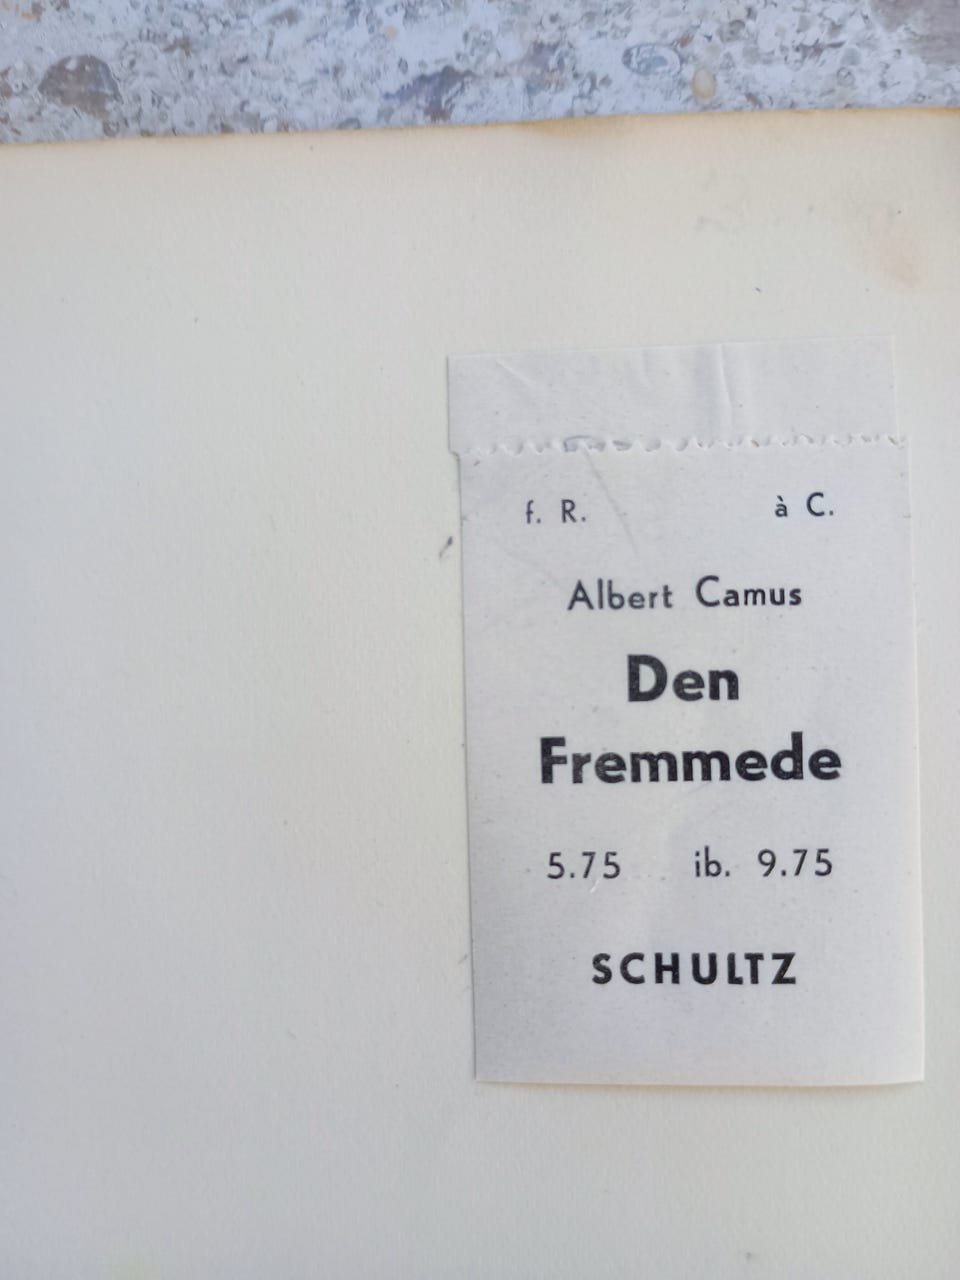 f. R. à C.
Albert Camus
Den
Fremmede
5.75 ib. 9.75
SCHULTZ